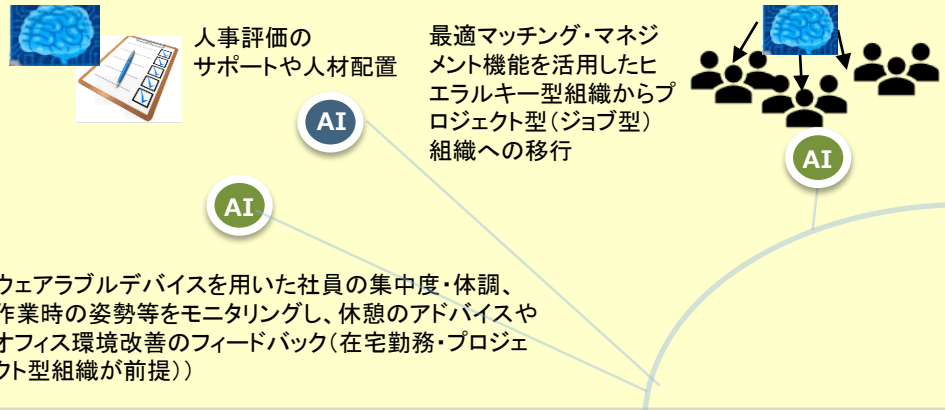 人事評価の
サポートや人材配置
最適マッチング・マネジ
メント機能を活用したヒ
エラルキー型組織からプ
ロジェクト型(ジョブ型)
組織への移行
AI
AI
AI
ウェアラブルデバイスを用いた社員の集中度・体調、
作業時の姿勢等をモニタリングし、休憩のアドバイスや
オフィス環境改善のフィードバック(在宅勤務・プロジェ
クト型組織が前提))